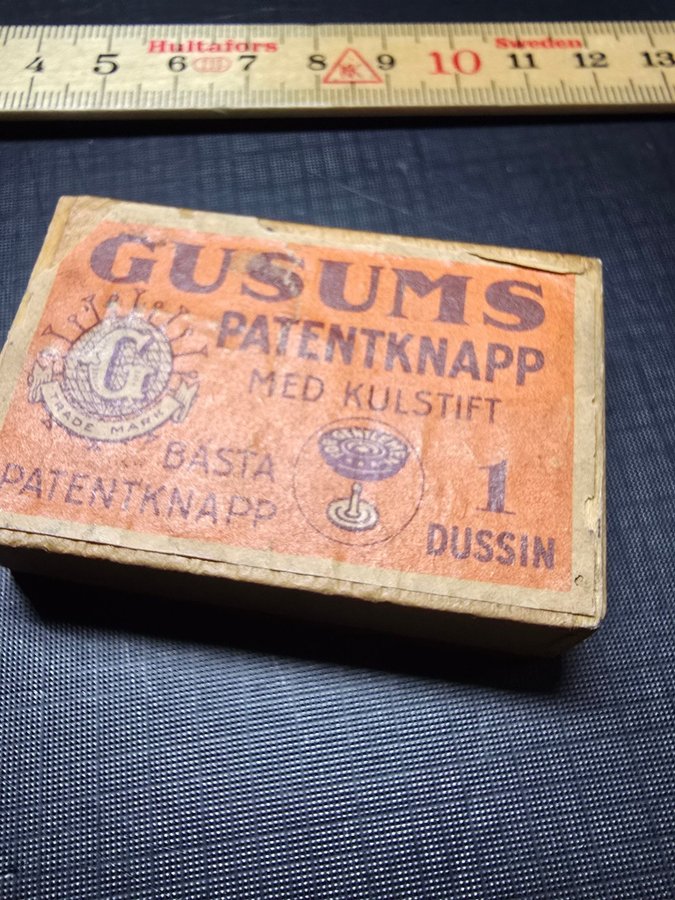 Hultafors Sweden
4 5 6 7 8 9 10 11 12 13
GUSUMS
PATENTKNAPP
MED KULSTIFT
G
TRADE MARK
BÄSTA
PATENTKNAPP
1
DUSSIN